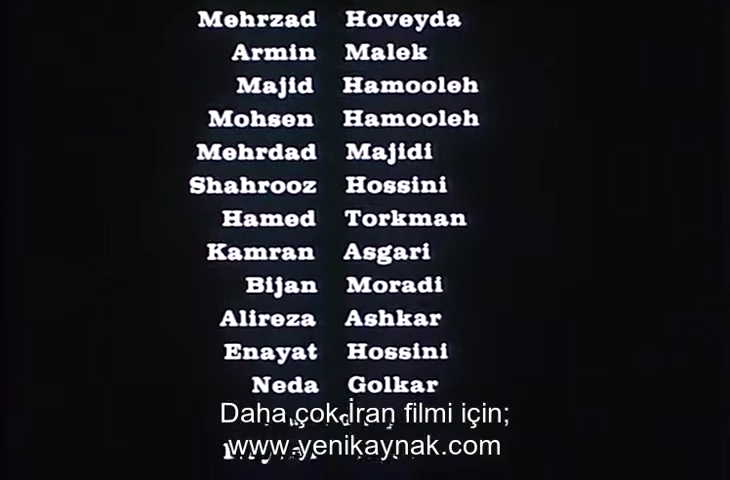 Mehrzad Hoveyda
Armin Malek
Majid Hamooleh
Mohsen Hamooleh
Mehrdad Majidi
Shahrooz Hossini
Hamed Torkman
Kamran Asgari
Bijan Moradi
Alireza Ashkar
Enayat Hossini
Neda Golkar
Daha çok İran filmi için;
www.yenikaynak.com